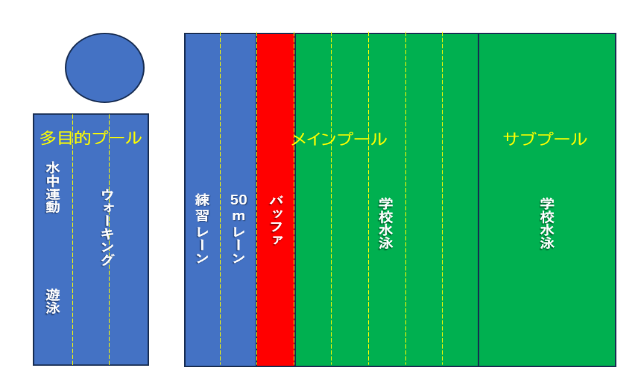 多目的プール
水中運動
遊泳
ウォーキング
メインプール
練習レーン
50mレーン
バッファ
学校水泳
サブプール
学校水泳